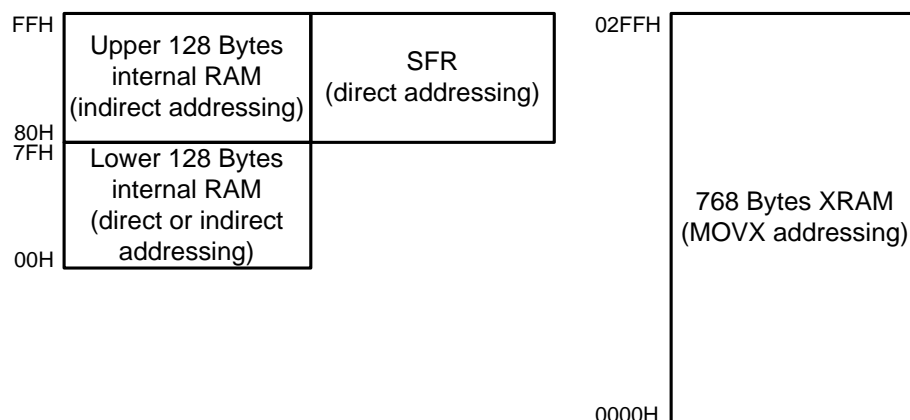 FFH
Upper 128 Bytes
internal RAM
(indirect addressing)
80H
SFR
(direct addressing)
7FH
Lower 128 Bytes
internal RAM
(direct or indirect
addressing)
00H
02FFH
768 Bytes XRAM
(MOVX addressing)
0000H